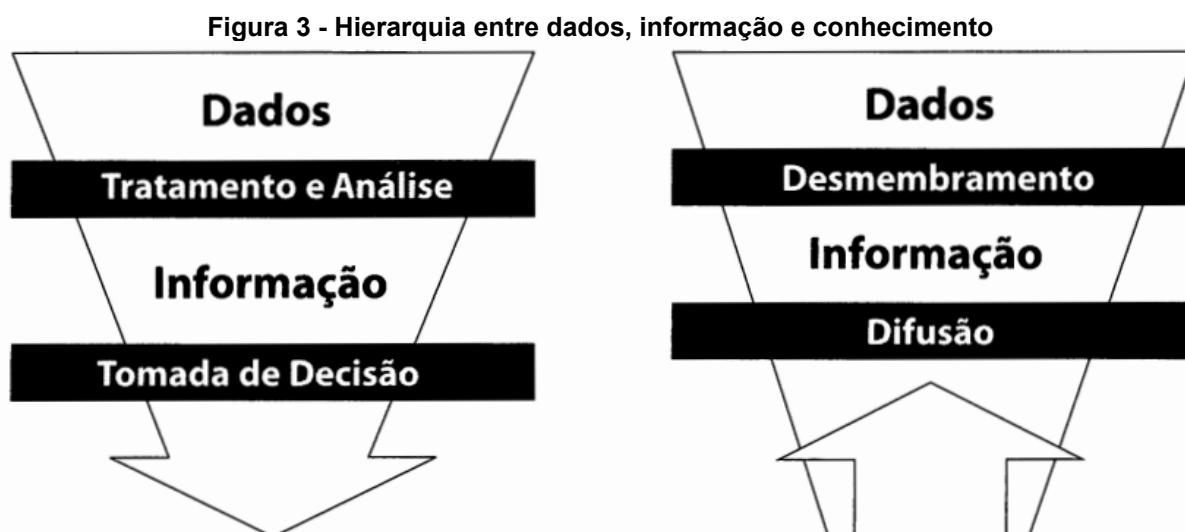 Figura 3 - Hierarquia entre dados, informação e conhecimento
Dados
Tratamento e Análise
Informação
Tomada de Decisão
Dados
Desmembramento
Informação
Difusão